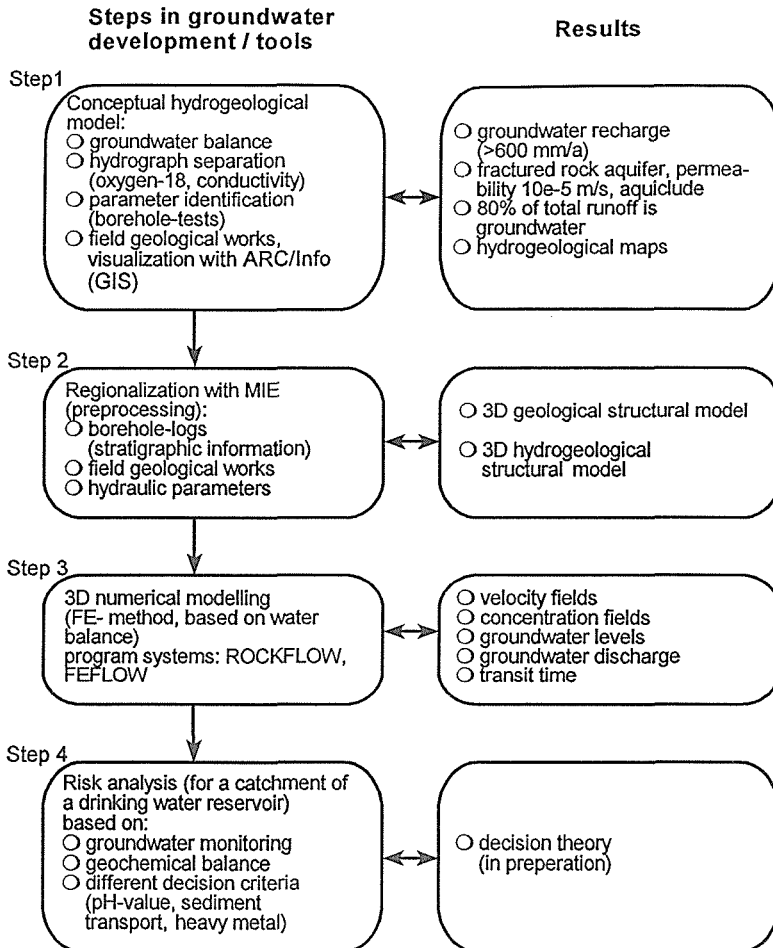 Steps in groundwater
development / tools
Results
Step1
Conceptual hydrogeological
model:
○ groundwater balance
○ hydrograph separation
(oxygen-18, conductivity)
○ parameter identification
(borehole-tests)
○ field geological works,
visualization with ARC/Info
(GIS)
○ groundwater recharge
(>600 mm/a)
○ fractured rock aquifer, permea-
bility 10e-5 m/s, aquiclude
○ 80% of total runoff is
groundwater
○ hydrogeological maps
Step 2
Regionalization with MIE
(preprocessing):
○ borehole-logs
(stratigraphic information)
○ field geological works
○ hydraulic parameters
○ 3D geological structural model
○ 3D hydrogeological
structural model
Step 3
3D numerical modelling
(FE- method, based on water
balance)
program systems: ROCKFLOW,
FEFLOW
○ velocity fields
○ concentration fields
○ groundwater levels
○ groundwater discharge
○ transit time
Step 4
Risk analysis (for a catchment of
a drinking water reservoir)
based on:
○ groundwater monitoring
○ geochemical balance
○ different decision criteria
(pH-value, sediment
transport, heavy metal)
○ decision theory
(in preperation)